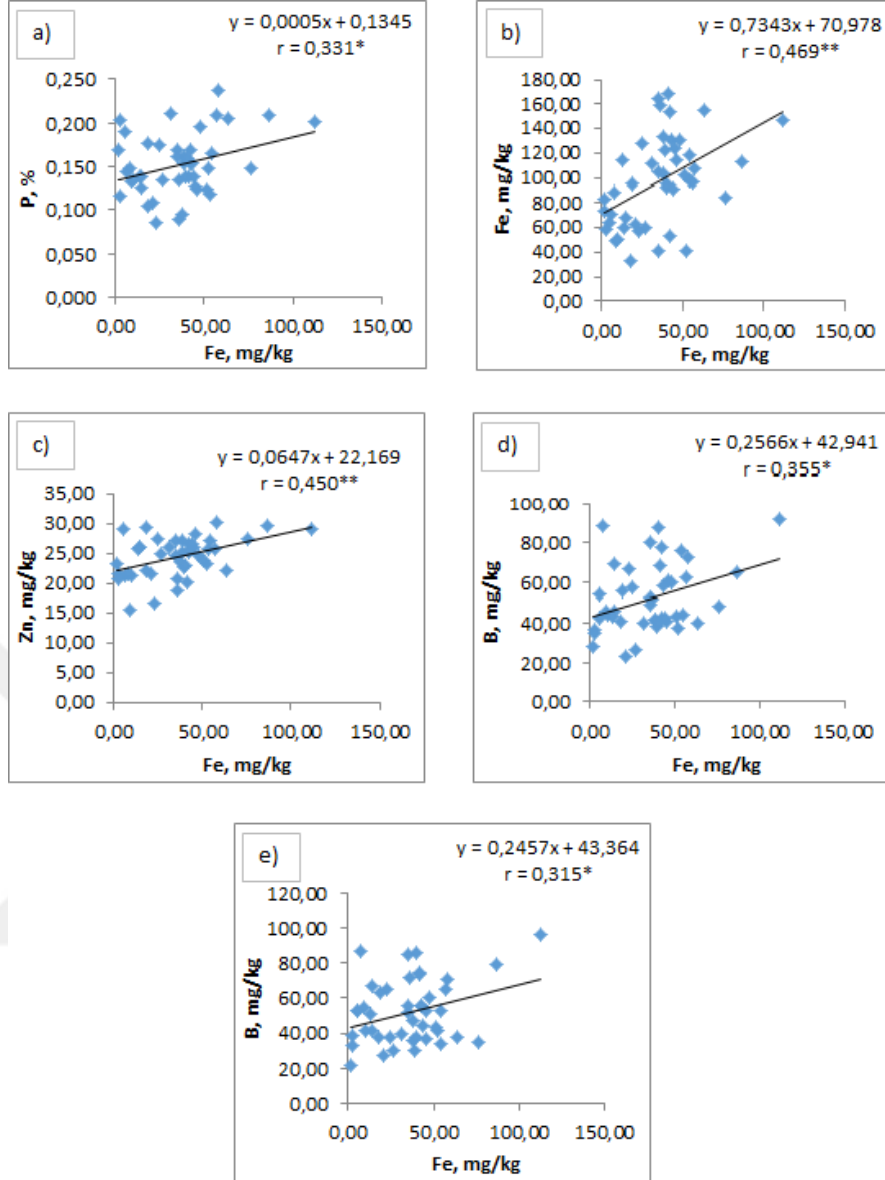 a)
y = 0,0005x + 0,1345
r = 0,331*
0,250
0,200
0,150
0,100
0,050
0,000
P, %
0,00 50,00 100,00 150,00
Fe, mg/kg
b)
y = 0,7343x + 70,978
r = 0,469**
180,00
160,00
140,00
120,00
100,00
80,00
60,00
40,00
20,00
0,00
Fe, mg/kg
0,00 50,00 100,00 150,00
Fe, mg/kg
c)
y = 0,0647x + 22,169
r = 0,450**
35,00
30,00
25,00
20,00
15,00
10,00
5,00
0,00
Zn, mg/kg
0,00 50,00 100,00 150,00
Fe, mg/kg
d)
y = 0,2566x + 42,941
r = 0,355*
100,00
80,00
60,00
40,00
20,00
0,00
B, mg/kg
0,00 50,00 100,00 150,00
Fe, mg/kg
e)
y = 0,2457x + 43,364
r = 0,315*
120,00
100,00
80,00
60,00
40,00
20,00
0,00
B, mg/kg
0,00 50,00 100,00 150,00
Fe, mg/kg